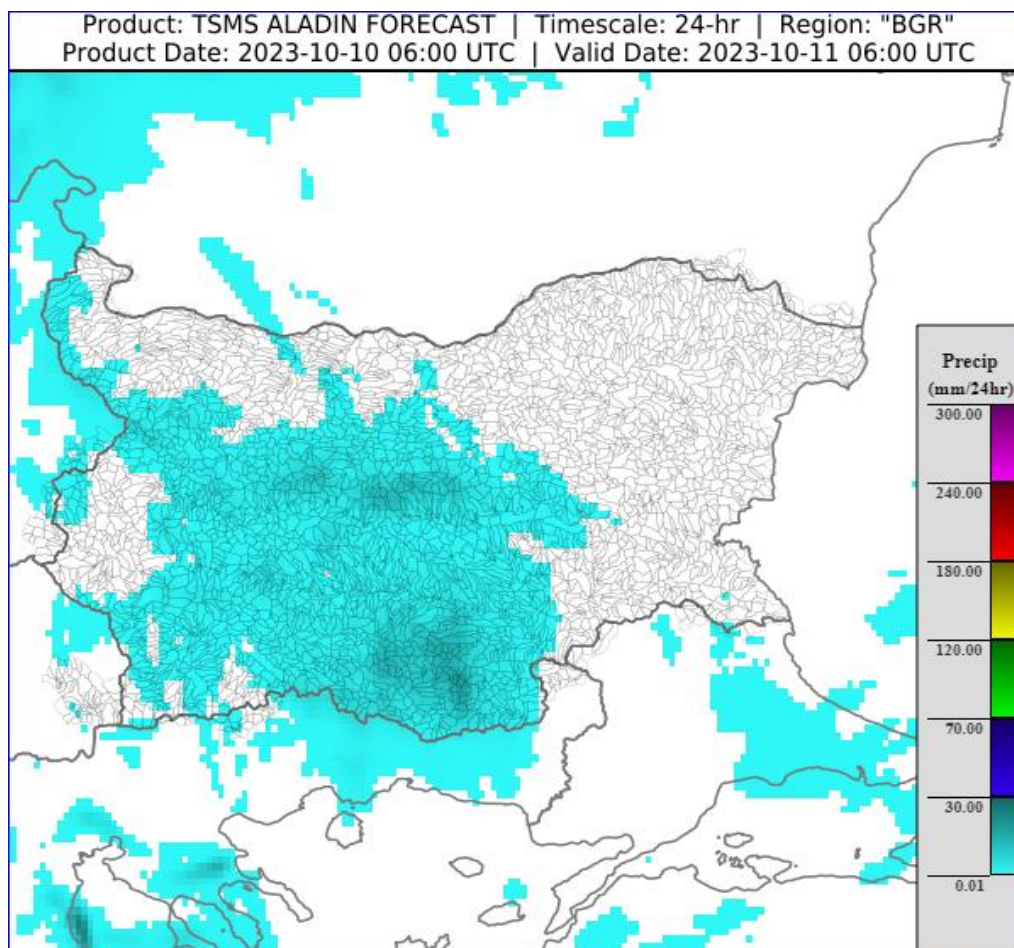 Product: TSMS ALADIN FORECAST | Timescale: 24-hr | Region: "BGR"
Product Date: 2023-10-10 06:00 UTC | Valid Date: 2023-10-11 06:00 UTC
Precip
(mm/24hr)
300.00
240.00
180.00
120.00
70.00
30.00
0.01